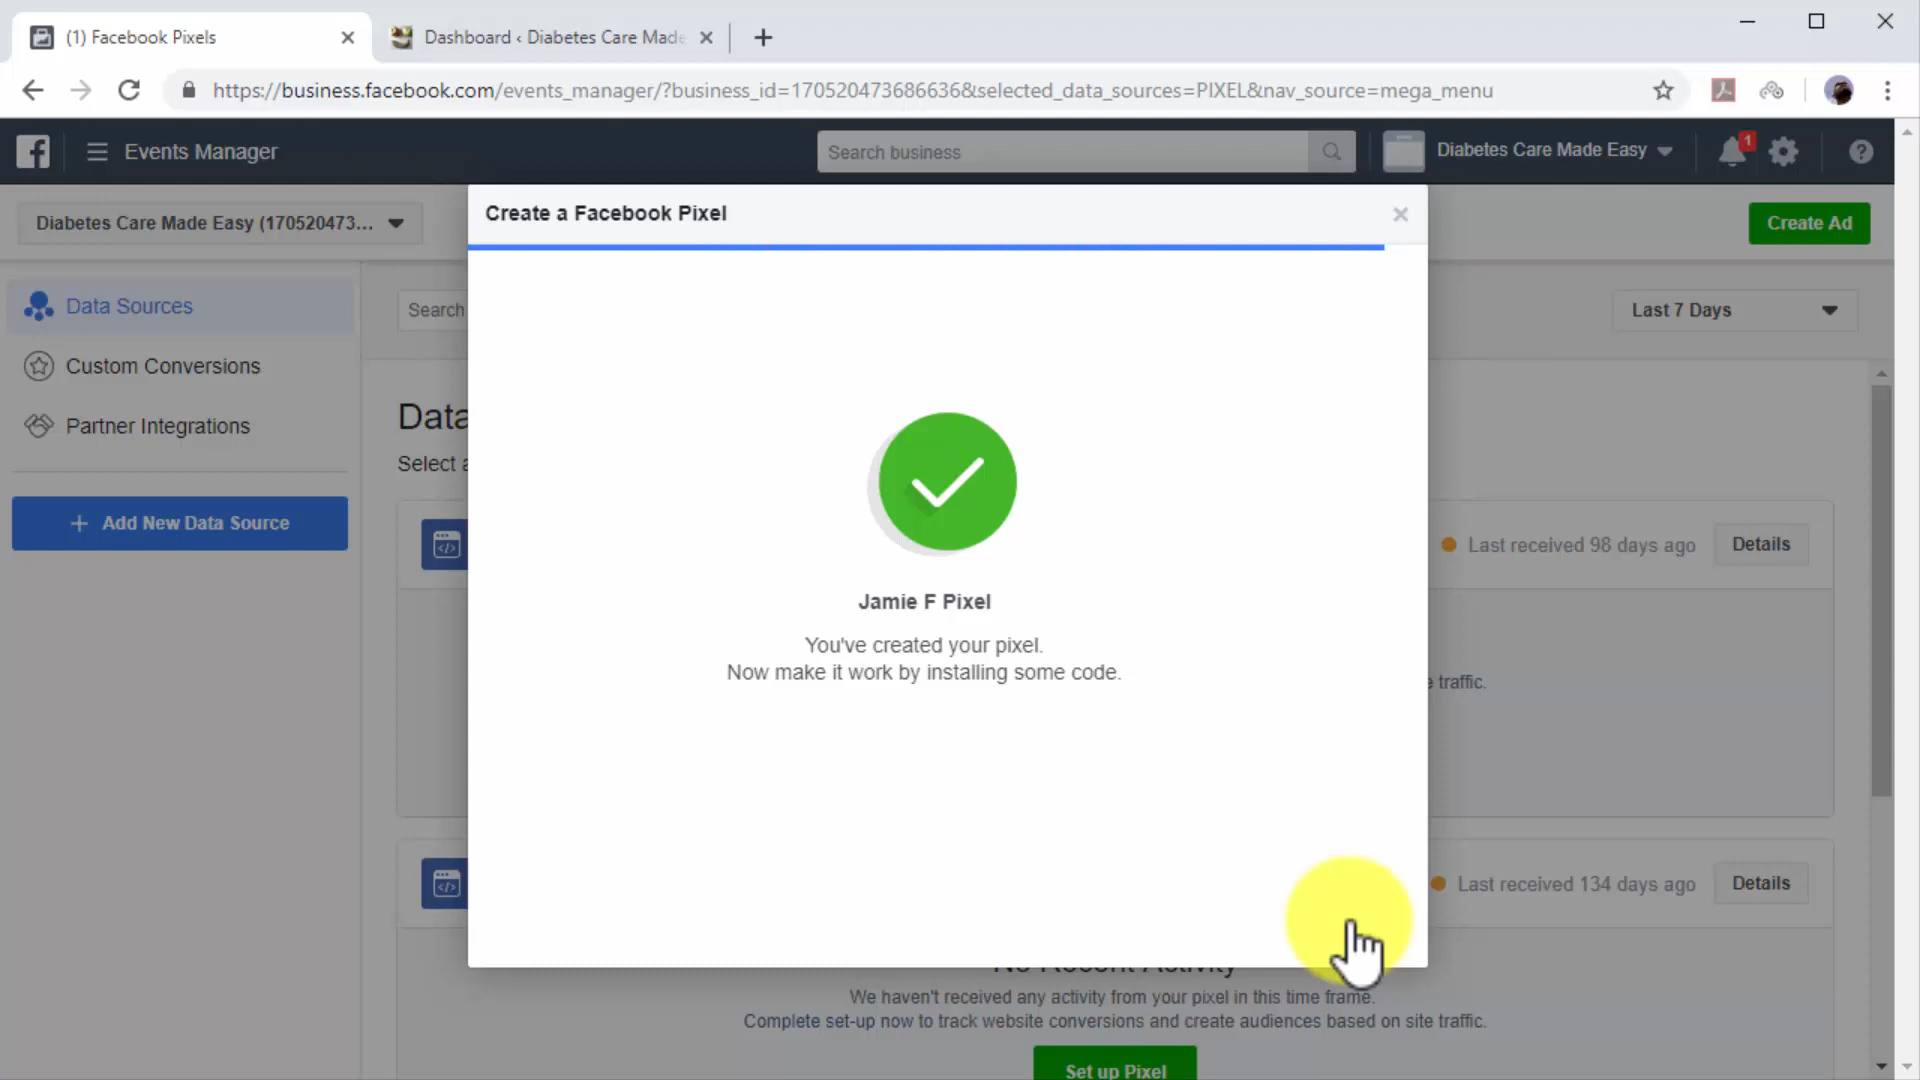 (1) Facebook Pixels
Dashboard ‹ Diabetes Care Made
https://business.facebook.com/events_manager/?business_id=170520473686636&selected_data_sources=PIXEL&nav_source=mega_menu
Events Manager
Search business
Diabetes Care Made Easy
1
Diabetes Care Made Easy (170520473...
Create a Facebook Pixel
Create Ad
Data Sources
Search
Last 7 Days
Custom Conversions
Partner Integrations
Data
Select a
+ Add New Data Source
Last received 98 days ago
Details
Jamie F Pixel
You've created your pixel.
Now make it work by installing some code.
e traffic.
Last received 134 days ago
Details
No Recent Activity
We haven't received any activity from your pixel in this time frame.
Complete set-up now to track website conversions and create audiences based on site traffic.
Set up Pixel